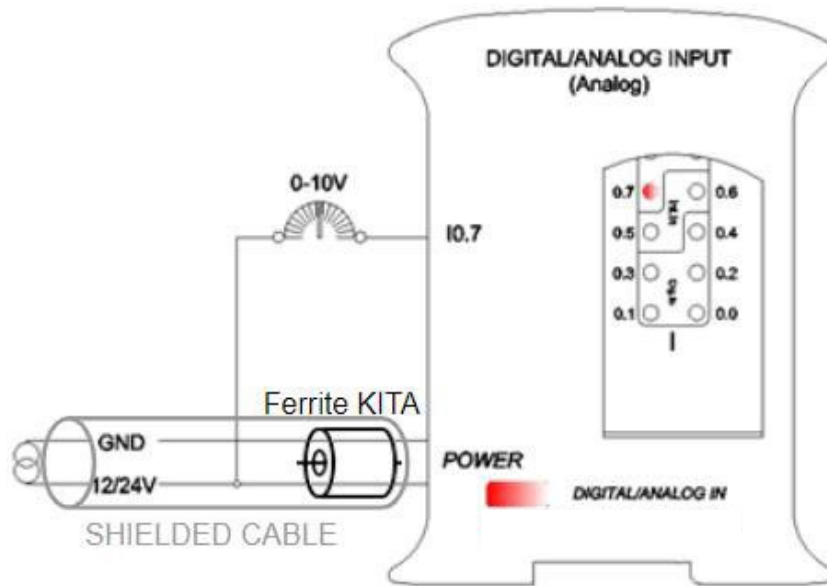 DIGITAL/ANALOG INPUT
(Analog)
0-10V
I0.7
0.7
0.6
0.5
0.4
0.3
0.2
0.1
0.0
I
Ferrite KITA
GND
12/24V
POWER
DIGITAL/ANALOG IN
SHIELDED CABLE